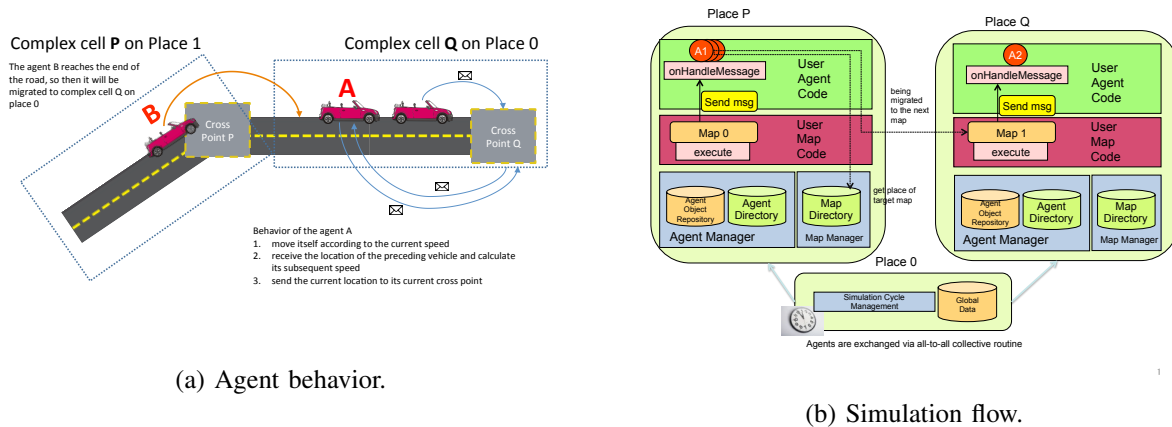 Complex cell P on Place 1
The agent B reaches the end of the
road, so then it will be
migrated to complex cell Q on
place 0
B
Cross
Point P
Complex cell Q on Place 0
A
Cross
Point Q
Behavior of the agent A
1. move itself according to the current speed
2. receive the location of the preceding vehicle and calculate
its subsequent speed
3. send the current location to its current cross point
(a) Agent behavior.
Place P
A1
onHandleMessage
User
Agent
Code
Send msg
Map 0
execute
User
Map
Code
Agent
Object
Repository
Agent
Directory
Agent Manager
Map
Directory
Map Manager
being
migrated
to the next
map
get place of
target map
Place Q
A2
onHandleMessage
User
Agent
Code
Send msg
Map 1
execute
User
Map
Code
Agent
Object
Repository
Agent
Directory
Agent Manager
Map
Directory
Map Manager
Place 0
Simulation Cycle
Management
Global
Data
Agents are exchanged via all-to-all collective routine
1
(b) Simulation flow.